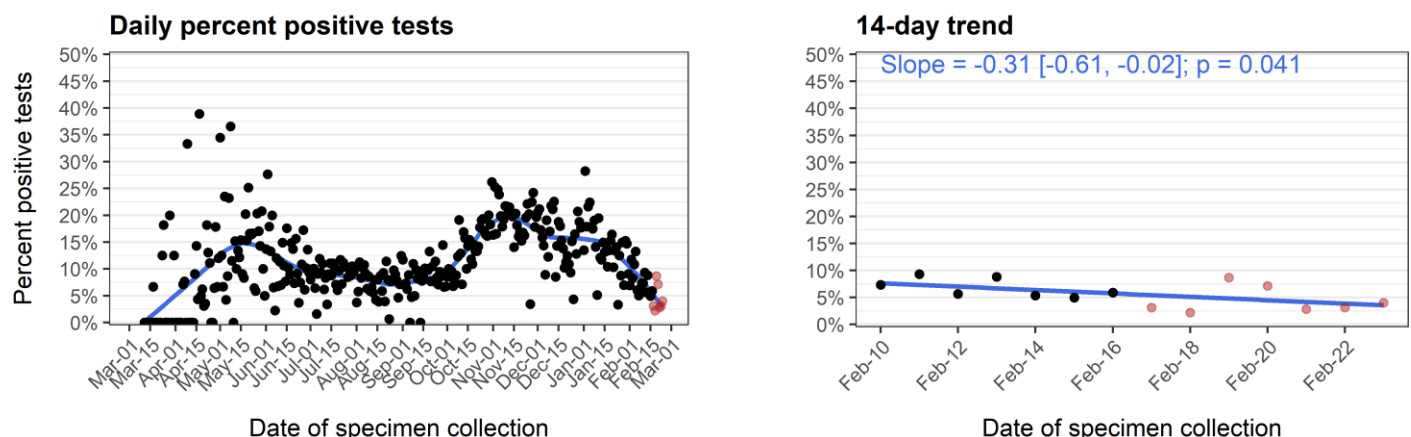 Daily percent positive tests
Percent positive tests
50%
45%
40%
35%
30%
25%
20%
15%
10%
5%
0%
Mar-01
Mar-15
Apr-01
Apr-15
May-01
May-15
Jun-01
Jun-15
Jul-01
Jul-15
Aug-01
Aug-15
Sep-01
Sep-15
Oct-01
Oct-15
Nov-01
Nov-15
Dec-01
Dec-15
Jan-01
Jan-15
Feb-01
Feb-15
Mar-01
Date of specimen collection
14-day trend
Slope = -0.31 [-0.61, -0.02]; p = 0.041
50%
45%
40%
35%
30%
25%
20%
15%
10%
5%
0%
Feb-10
Feb-12
Feb-14
Feb-16
Feb-18
Feb-20
Feb-22
Date of specimen collection